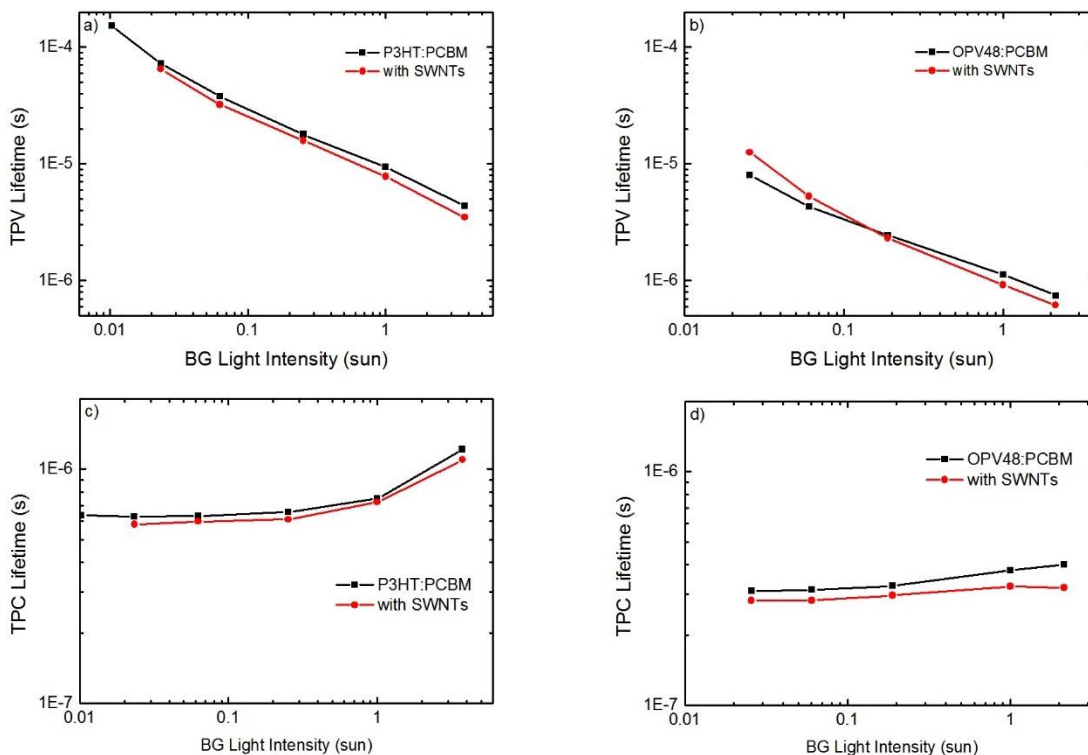 a)
P3HT:PCBM
with SWNTs
1E-4
1E-5
1E-6
TPV Lifetime (s)
0.01
0.1
1
BG Light Intensity (sun)
b)
OPV48:PCBM
with SWNTs
1E-4
1E-5
1E-6
TPV Lifetime (s)
0.01
0.1
1
BG Light Intensity (sun)
c)
P3HT:PCBM
with SWNTs
1E-6
1E-7
TPC Lifetime (s)
0.01
0.1
1
BG Light Intensity (sun)
d)
OPV48:PCBM
with SWNTs
1E-6
1E-7
TPC Lifetime (s)
0.01
0.1
1
BG Light Intensity (sun)